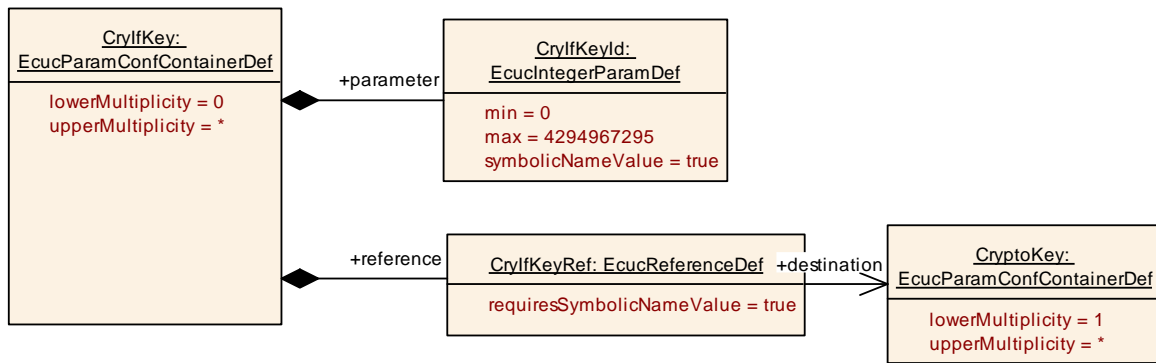 CryIfKey:
EcucParamConfContainerDef
lowerMultiplicity = 0
upperMultiplicity = *
+parameter
CryIfKeyId:
EcucIntegerParamDef
min = 0
max = 4294967295
symbolicNameValue = true
+reference
CryIfKeyRef: EcucReferenceDef
requiresSymbolicNameValue = true
+destination
CryptoKey:
EcucParamConfContainerDef
lowerMultiplicity = 1
upperMultiplicity = *